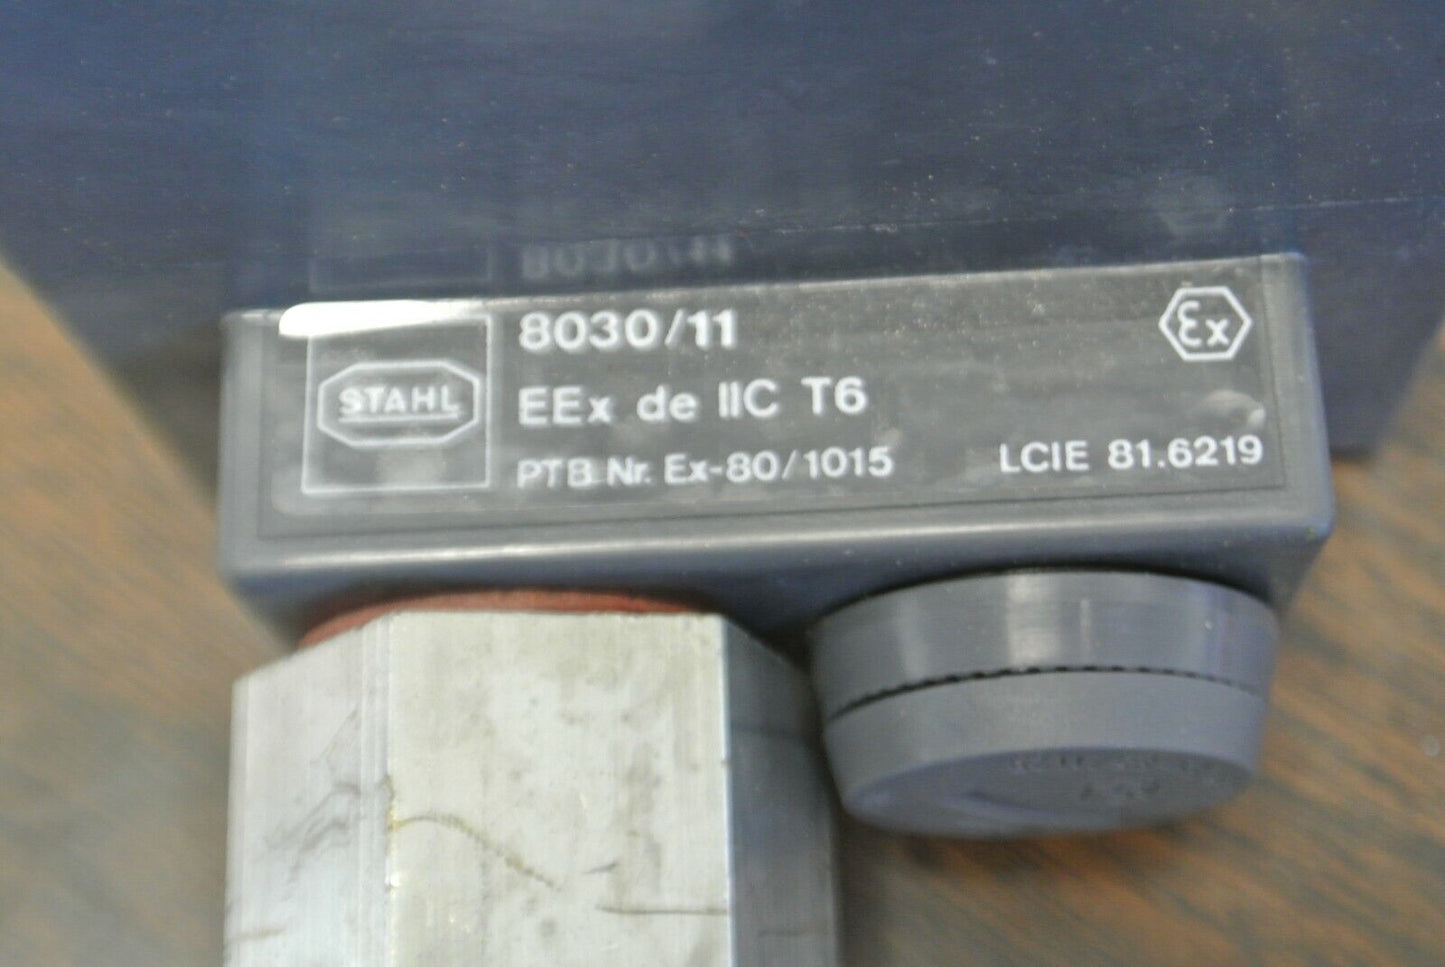 8030/11
STAHL
EEx de IIC T6
PTB Nr. Ex-80/1015
Ex
LCIE 81.6219